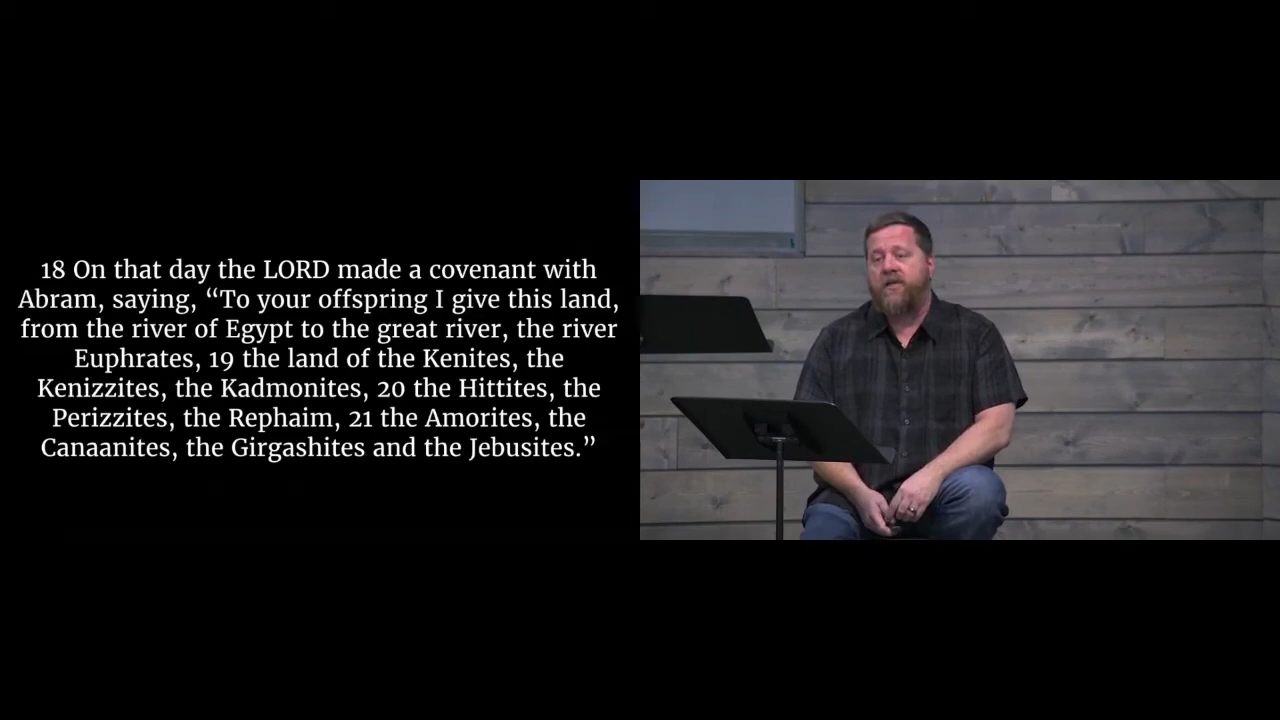 18 On that day the LORD made a covenant with
Abram, saying, “To your offspring I give this land,
from the river of Egypt to the great river, the river
Euphrates, 19 the land of the Kenites, the
Kenizzites, the Kadmonites, 20 the Hittites, the
Perizzites, the Rephaim, 21 the Amorites, the
Canaanites, the Girgashites and the Jebusites.”